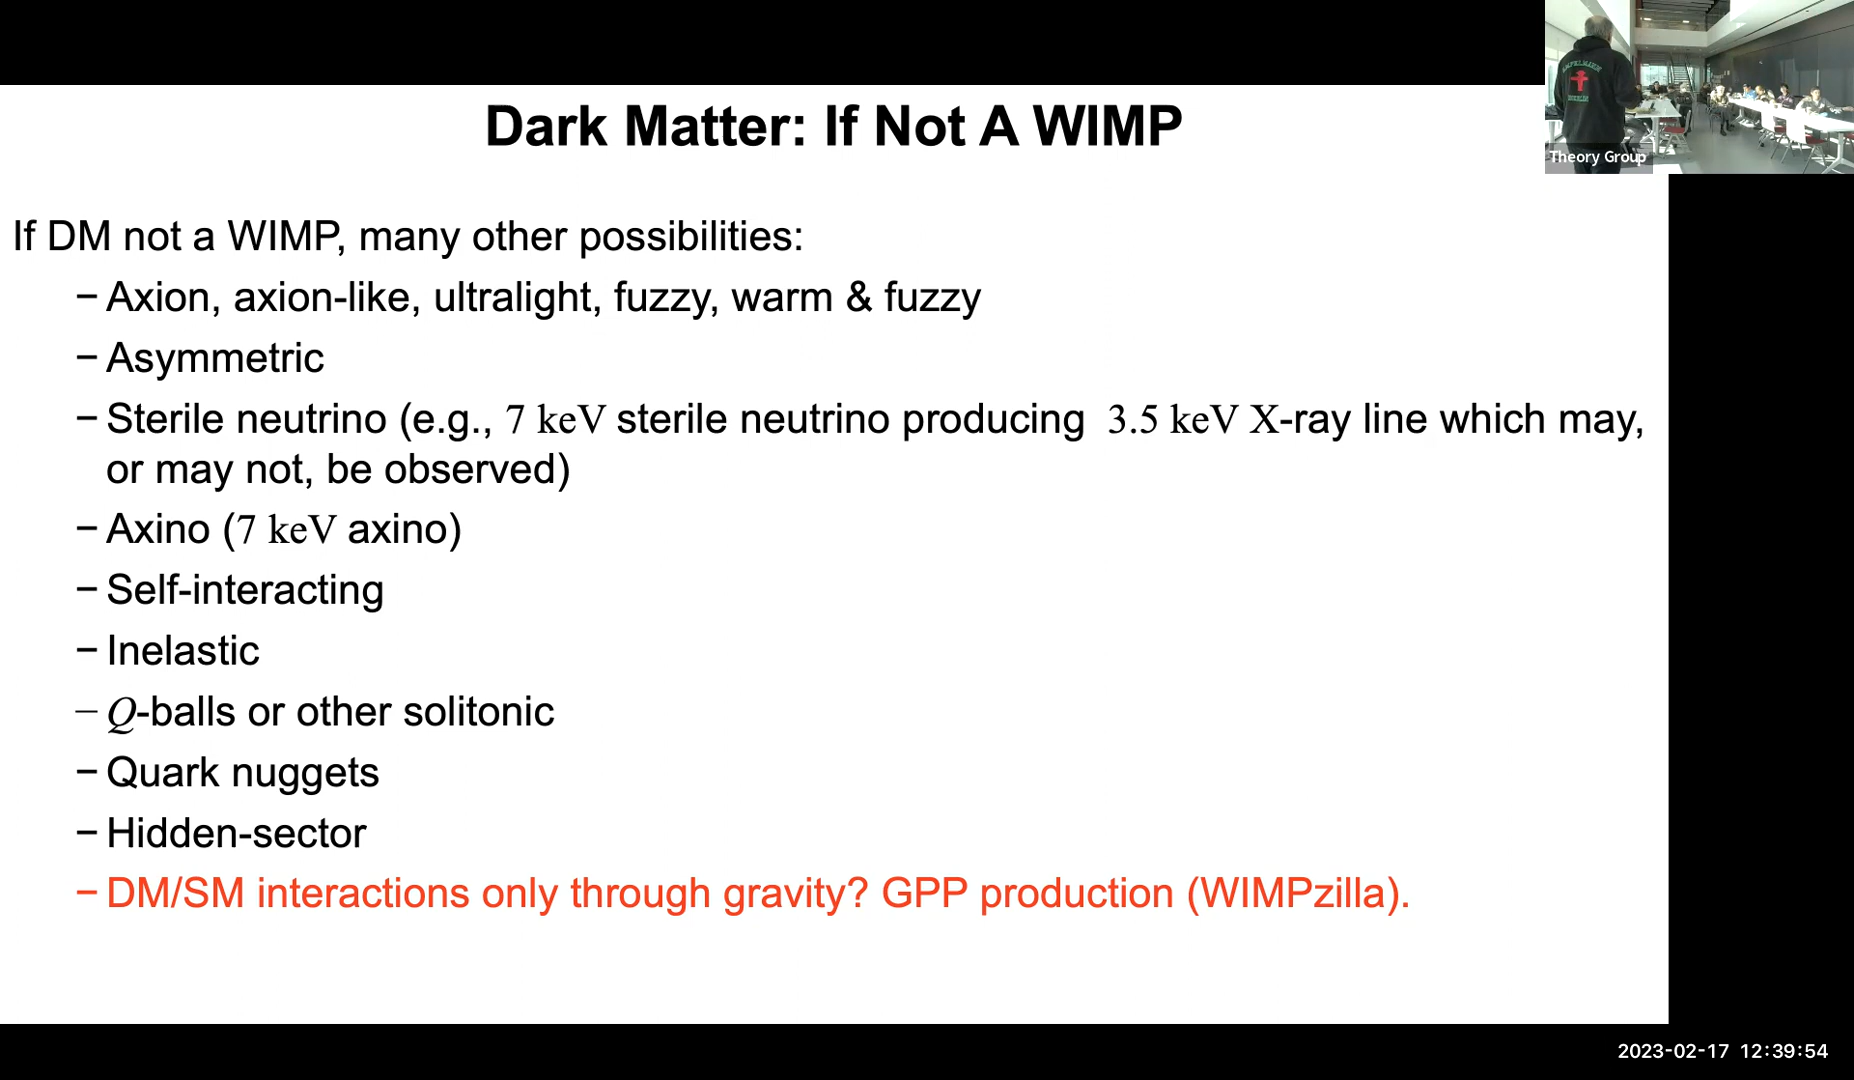 Dark Matter: If Not A WIMP
Theory Group
If DM not a WIMP, many other possibilities:
– Axion, axion-like, ultralight, fuzzy, warm & fuzzy
– Asymmetric
– Sterile neutrino (e.g., 7 keV sterile neutrino producing 3.5 keV X-ray line which may,
or may not, be observed)
– Axino (7 keV axino)
– Self-interacting
– Inelastic
– Q-balls or other solitonic
– Quark nuggets
– Hidden-sector
– DM/SM interactions only through gravity? GPP production (WIMPzilla).
2023-02-17 12:39:54